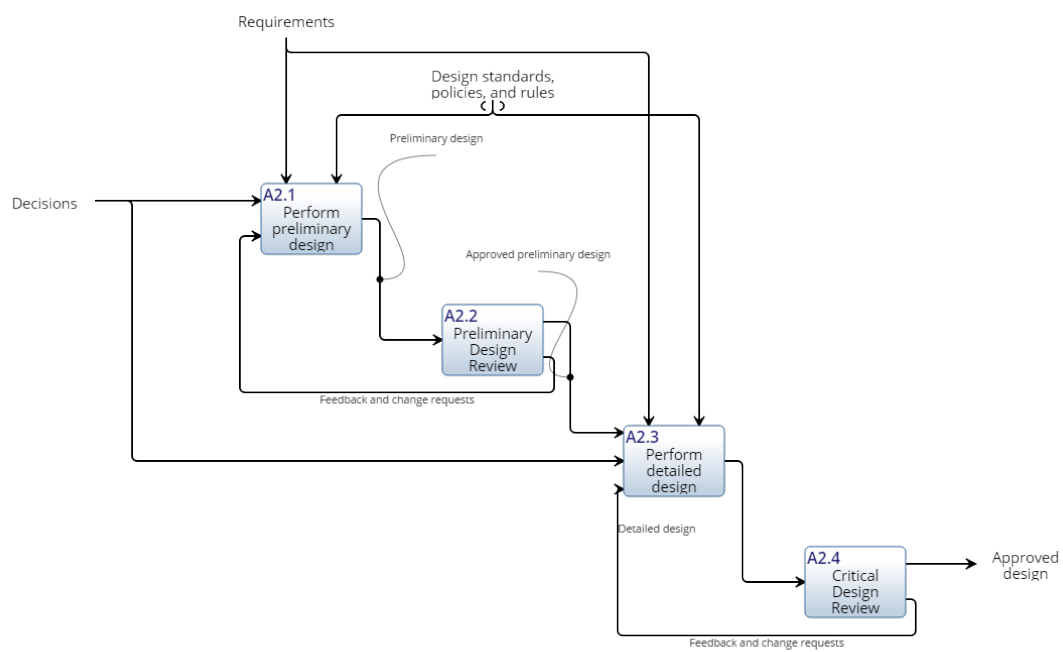 Requirements
Design standards,
policies, and rules
Preliminary design
A2.1
Perform
preliminary
design
Decisions
Approved preliminary design
A2.2
Preliminary
Design
Review
Feedback and change requests
A2.3
Perform
detailed
design
Detailed design
A2.4
Critical
Design
Review
Approved
design
Feedback and change requests